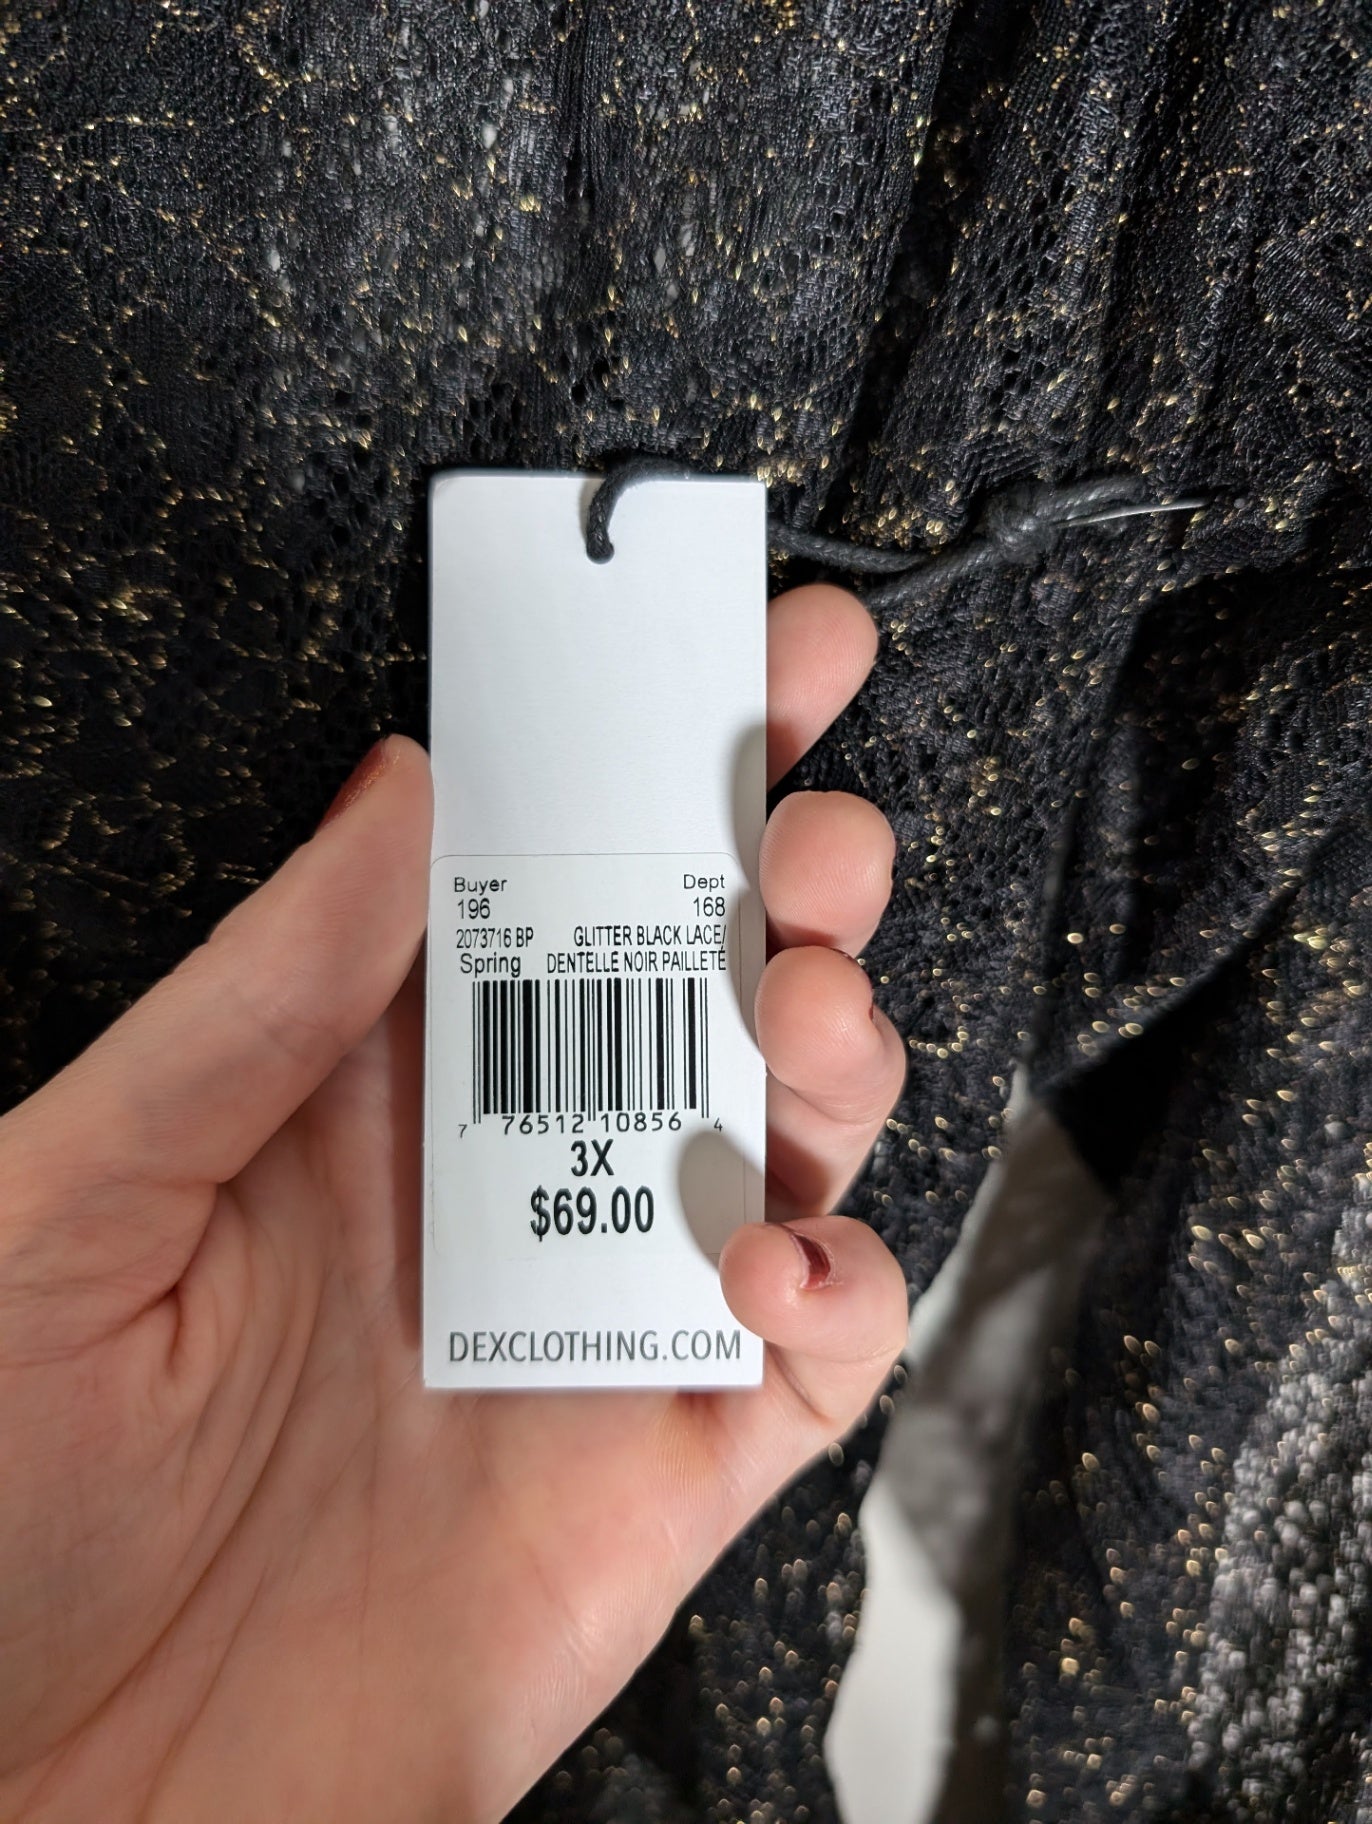 Buyer Dept
196 168
2073716 BP GLITTER BLACK LACE/
Spring DENTELLE NOIR PAILLETÉ
7 76512 10856 4
3X
$69.00
DEXCLOTHING.COM